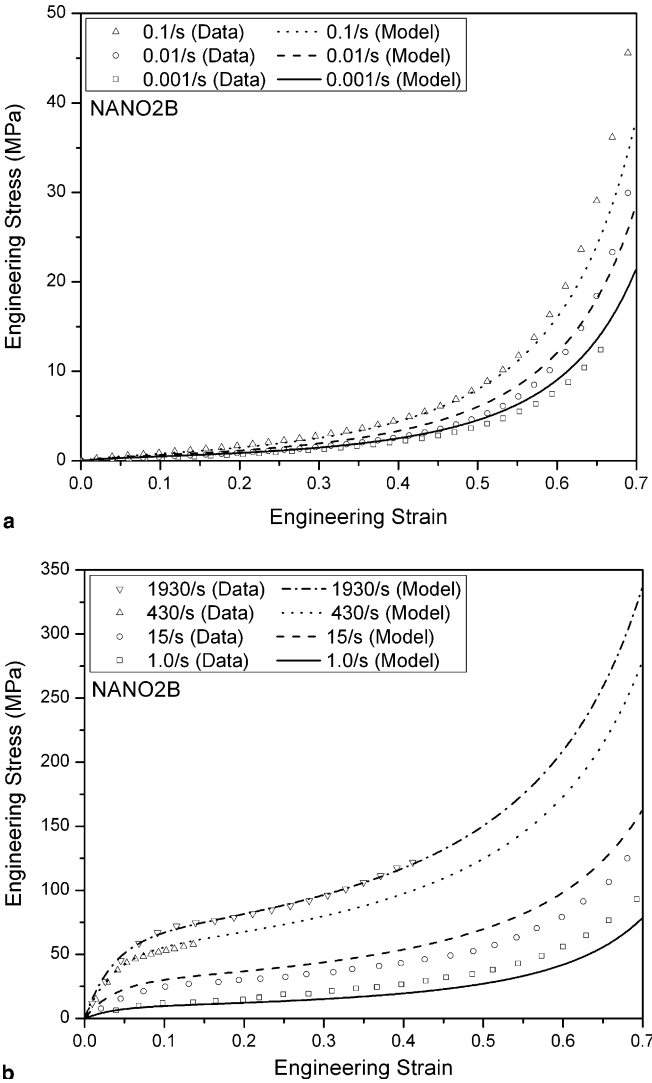 50
40
30
20
10
0
Engineering Stress (MPa)
0.1/s (Data) 0.1/s (Model)
0.01/s (Data) 0.01/s (Model)
0.001/s (Data) 0.001/s (Model)
NANO2B
0.0 0.1 0.2 0.3 0.4 0.5 0.6 0.7
Engineering Strain
a
350
300
250
200
150
100
50
0
Engineering Stress (MPa)
1930/s (Data) 1930/s (Model)
430/s (Data) 430/s (Model)
15/s (Data) 15/s (Model)
1.0/s (Data) 1.0/s (Model)
NANO2B
0.0 0.1 0.2 0.3 0.4 0.5 0.6 0.7
Engineering Strain
b